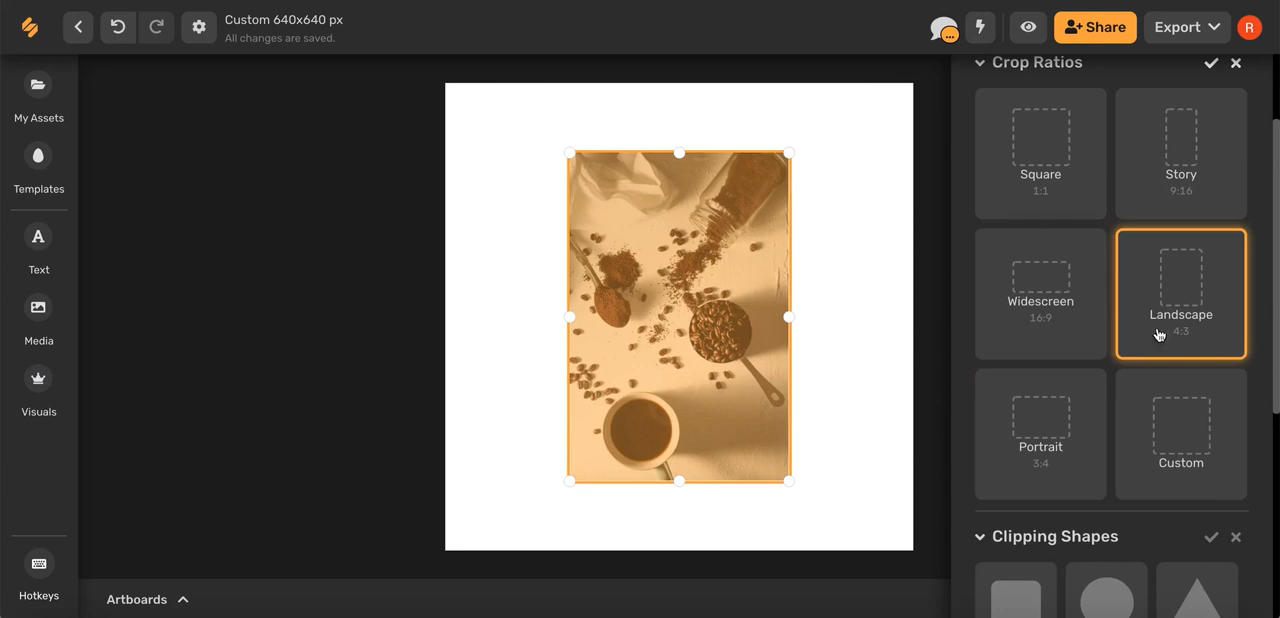 Custom 640x640 px
All changes are saved.
Share
Export
R
My Assets
Templates
Text
Media
Visuals
Hotkeys
Artboards
Crop Ratios
Square
1:1
Story
9:16
Widescreen
16:9
Landscape
4:3
Portrait
3:4
Custom
Clipping Shapes